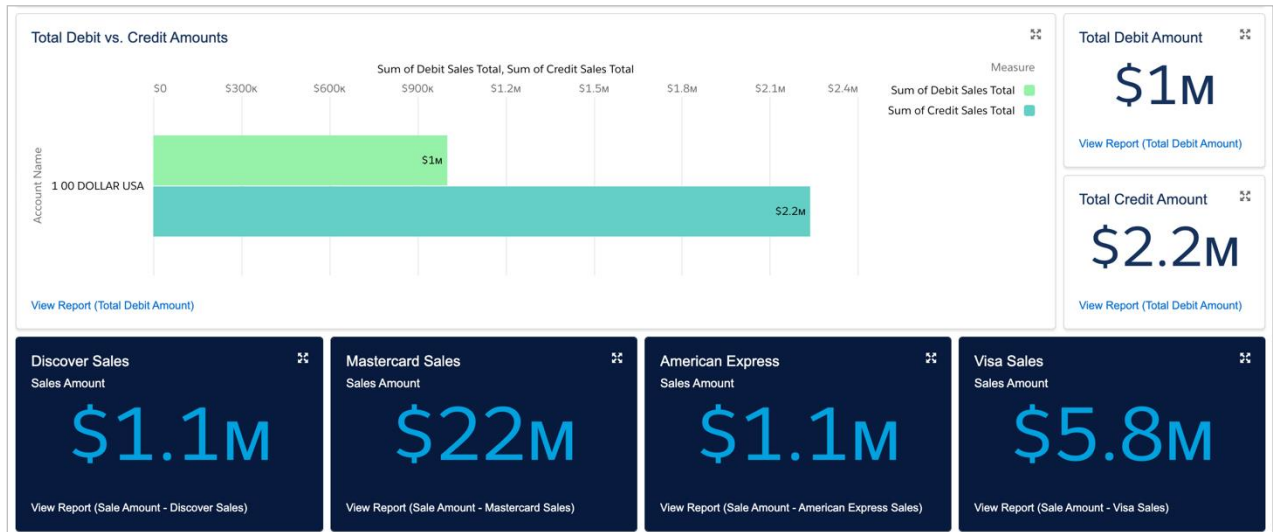 Total Debit vs. Credit Amounts
Sum of Debit Sales Total, Sum of Credit Sales Total
$0 $300K $600K $900K $1.2M $1.5M $1.8M $2.1M $2.4M
Measure
Sum of Debit Sales Total
Sum of Credit Sales Total
Account Name
1 00 DOLLAR USA
$1M
$2.2M
View Report (Total Debit Amount)
Total Debit Amount
$1M
View Report (Total Debit Amount)
Total Credit Amount
$2.2M
View Report (Total Debit Amount)
Discover Sales
Sales Amount
$1.1M
View Report (Sale Amount - Discover Sales)
Mastercard Sales
Sales Amount
$22M
View Report (Sale Amount - Mastercard Sales)
American Express
Sales Amount
$1.1M
View Report (Sale Amount - American Express Sales)
Visa Sales
Sales Amount
$5.8M
View Report (Sale Amount - Visa Sales)